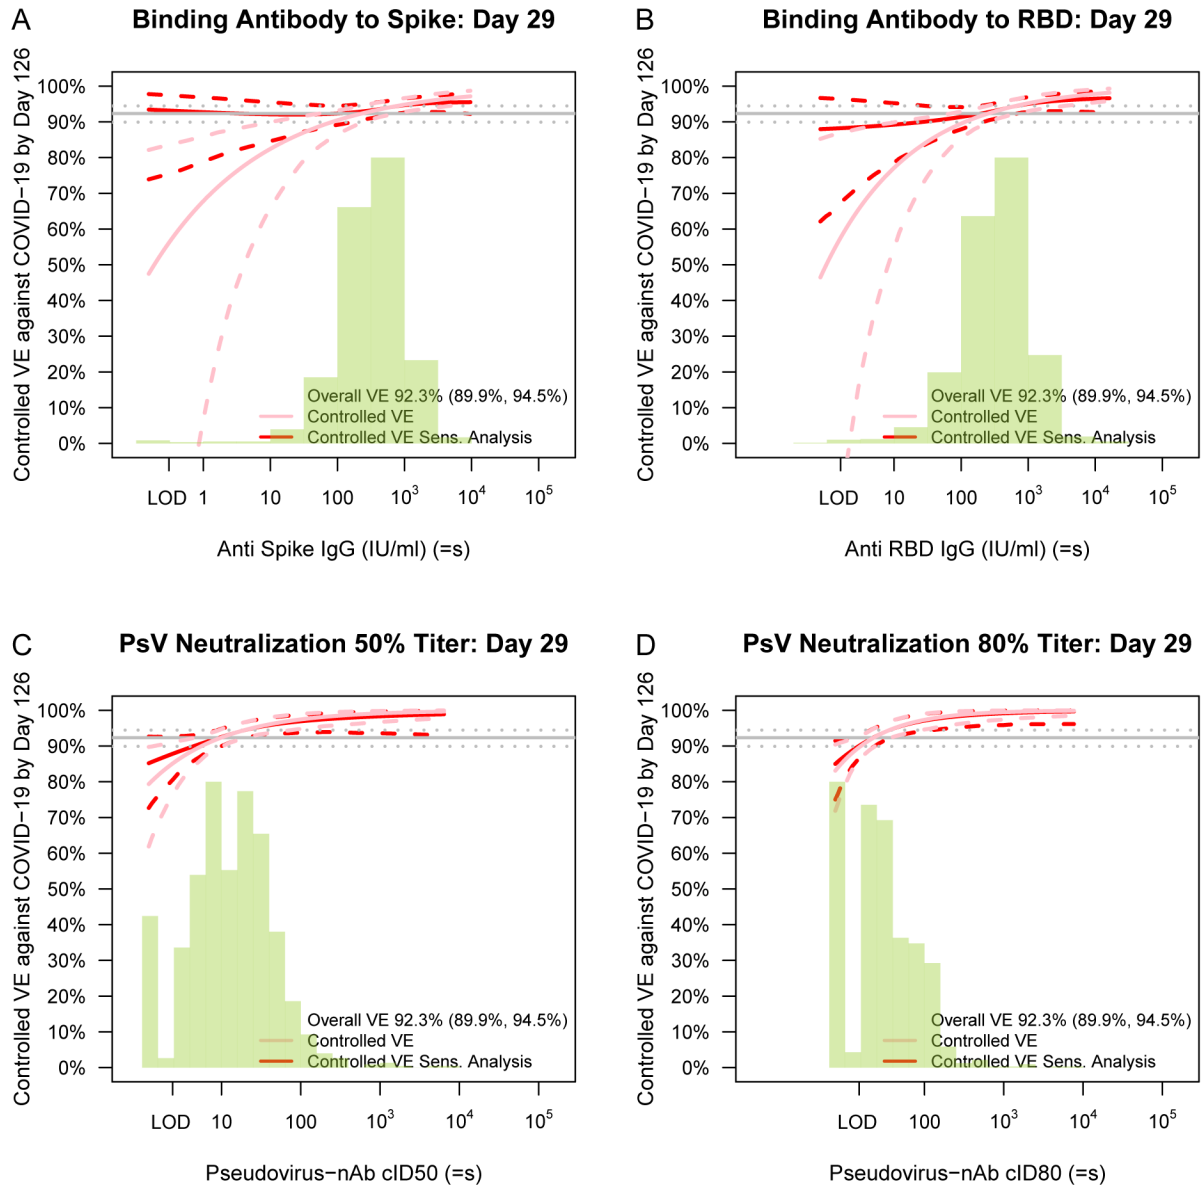 A
Binding Antibody to Spike: Day 29
Controlled VE against COVID−19 by Day 126
100%
90%
80%
70%
60%
50%
40%
30%
20%
10%
0%
Overall VE 92.3% (89.9%, 94.5%)
Controlled VE
Controlled VE Sens. Analysis
LOD 1 10 100 10³ 10⁴ 10⁵
Anti Spike IgG (IU/ml) (=s)
B
Binding Antibody to RBD: Day 29
Controlled VE against COVID−19 by Day 126
100%
90%
80%
70%
60%
50%
40%
30%
20%
10%
0%
Overall VE 92.3% (89.9%, 94.5%)
Controlled VE
Controlled VE Sens. Analysis
LOD 10 100 10³ 10⁴ 10⁵
Anti RBD IgG (IU/ml) (=s)
C
PsV Neutralization 50% Titer: Day 29
Controlled VE against COVID−19 by Day 126
100%
90%
80%
70%
60%
50%
40%
30%
20%
10%
0%
Overall VE 92.3% (89.9%, 94.5%)
Controlled VE
Controlled VE Sens. Analysis
LOD 10 100 10³ 10⁴ 10⁵
Pseudovirus−nAb cID50 (=s)
D
PsV Neutralization 80% Titer: Day 29
Controlled VE against COVID−19 by Day 126
100%
90%
80%
70%
60%
50%
40%
30%
20%
10%
0%
Overall VE 92.3% (89.9%, 94.5%)
Controlled VE
Controlled VE Sens. Analysis
LOD 100 10³ 10⁴ 10⁵
Pseudovirus−nAb cID80 (=s)